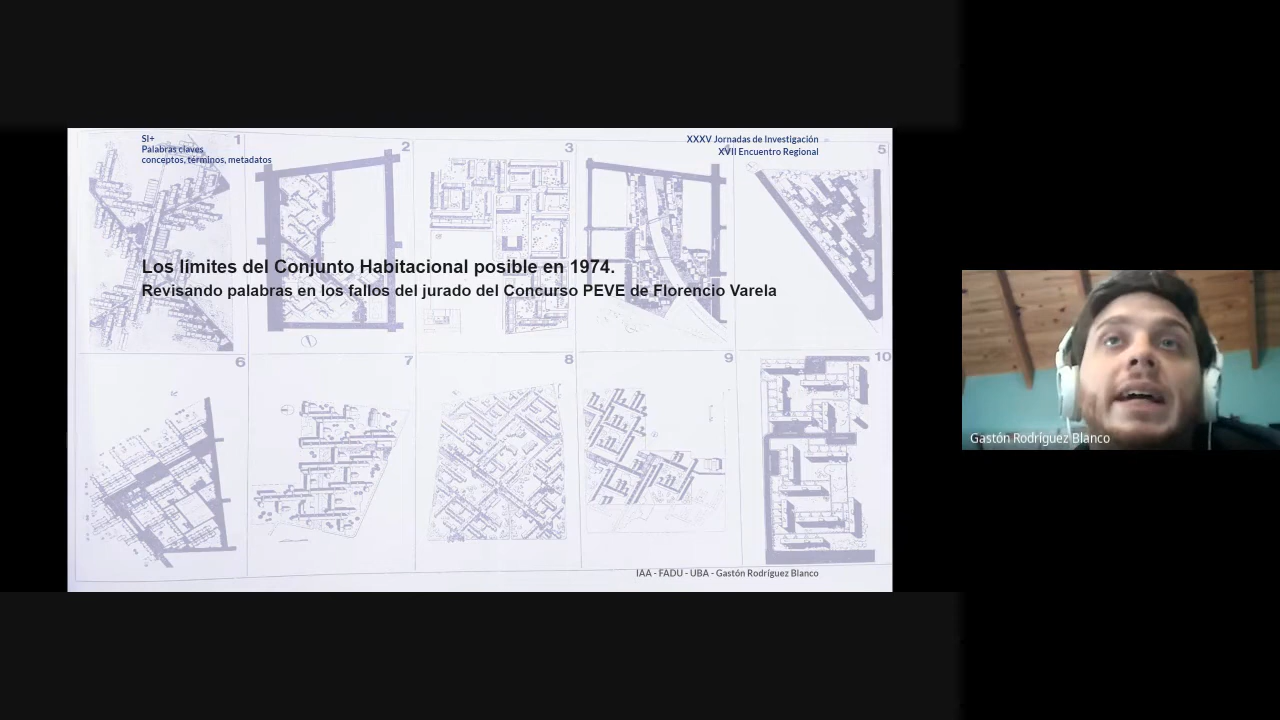 SI+
Palabras claves
conceptos, términos, metadatos
XXXV Jornadas de Investigación
XVII Encuentro Regional
1
2
3
5
Los límites del Conjunto Habitacional posible en 1974.
Revisando palabras en los fallos del jurado del Concurso PEVE de Florencio Varela
6
7
8
9
10
Gastón Rodríguez Blanco
IAA - FADU - UBA - Gastón Rodríguez Blanco